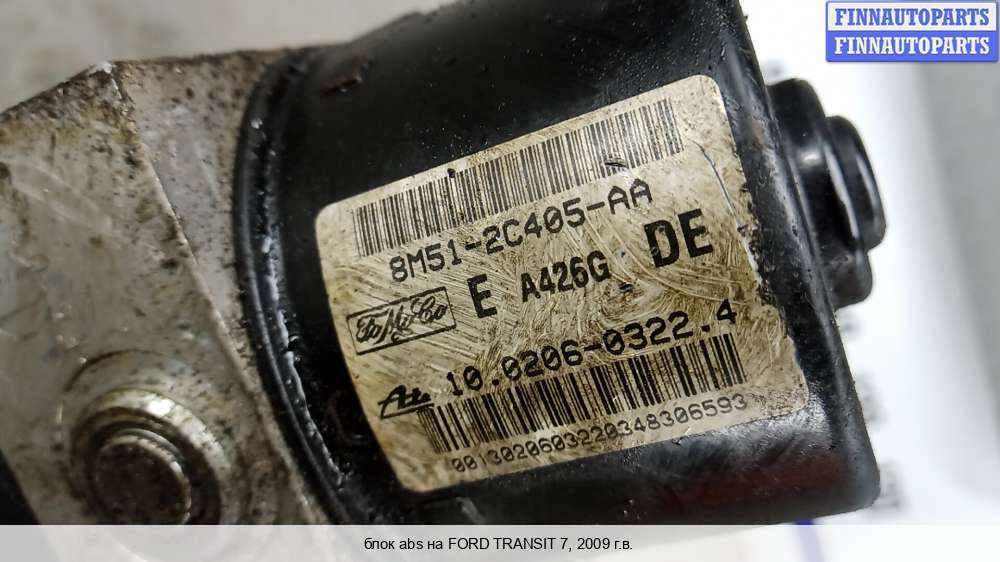 FINNAUTOPARTS
FINNAUTOPARTS
8M51-2C405-AA
FoMoCo E A426G DE
Ate 10.0206-0322.4
0013020603220348306593
блок abs на FORD TRANSIT 7, 2009 г.в.